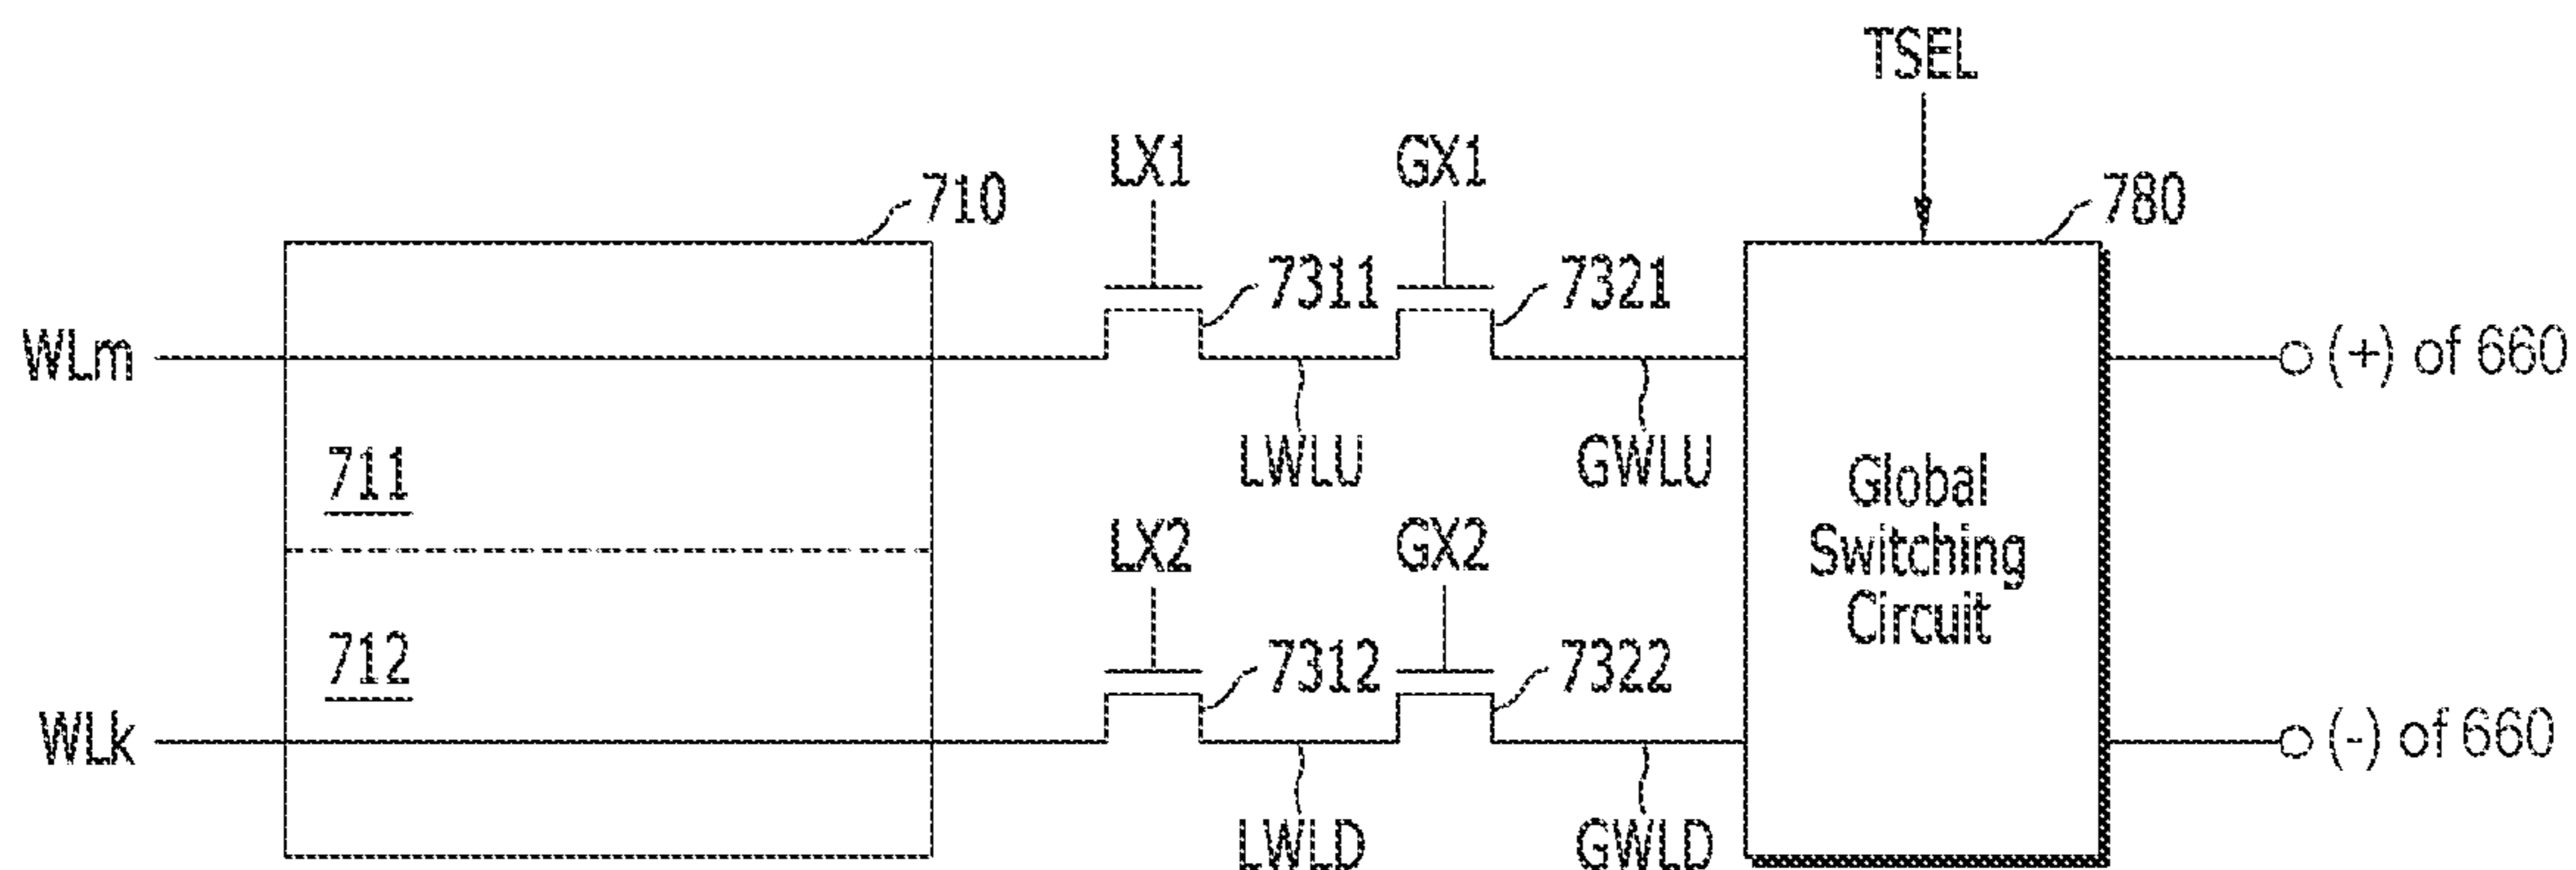 TSEL
LX1
GX1
710
780
7311
7321
WLm
(+) of 660
LWLU
GWLU
711
Global
Switching
Circuit
LX2
GX2
712
7312
7322
WLk
(-) of 660
LWLD
GWLD